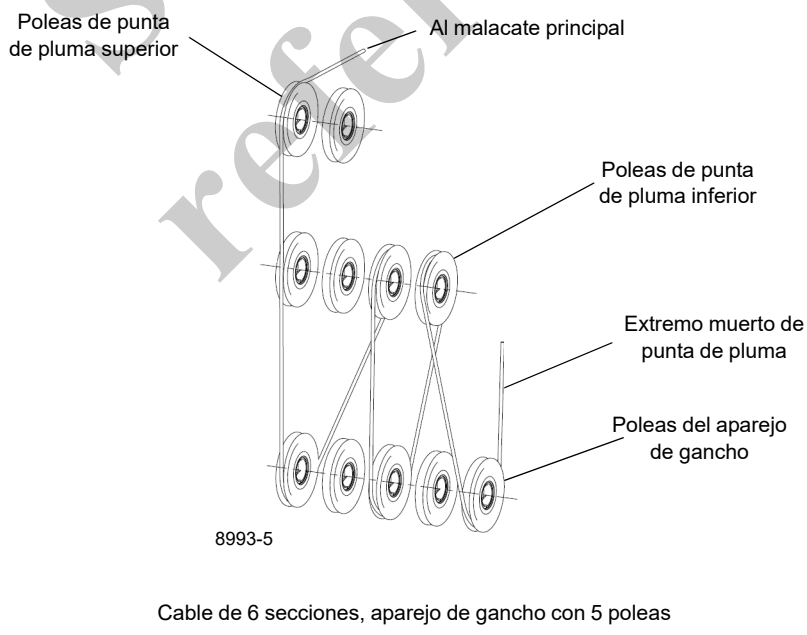 Poleas de punta
de pluma superior
Al malacate principal
Poleas de punta
de pluma inferior
Extremo muerto de
punta de pluma
Poleas del aparejo
de gancho
8993-5
Cable de 6 secciones, aparejo de gancho con 5 poleas